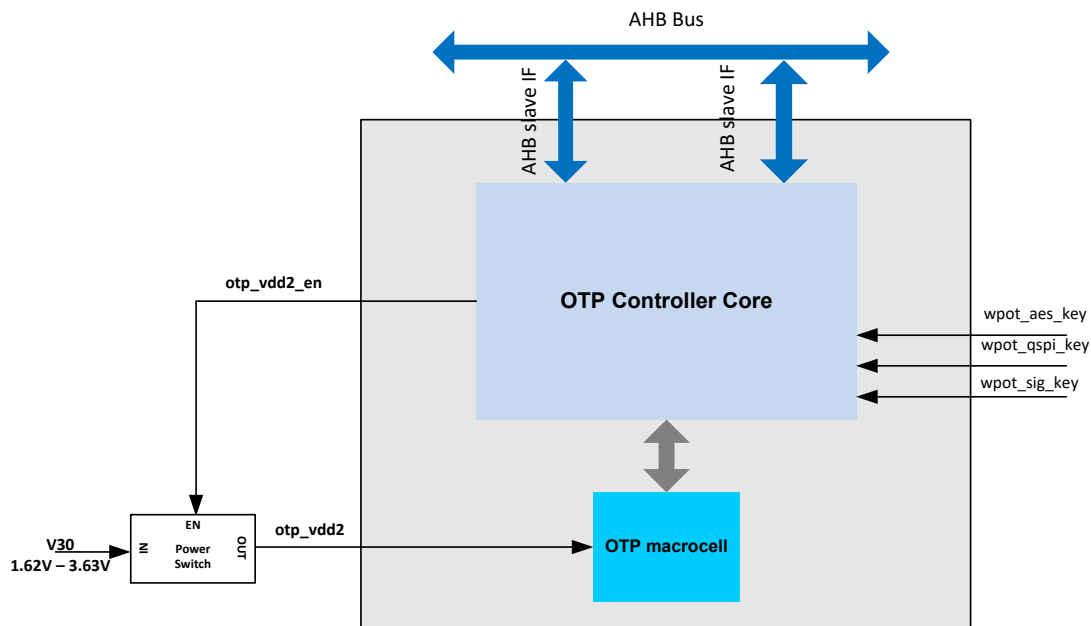 AHB Bus
AHB slave IF
AHB slave IF
otp_vdd2_en
OTP Controller Core
wpot_aes_key
wpot_qspi_key
wpot_sig_key
V30
1.62V – 3.63V
IN
EN
Power
Switch
OUT
otp_vdd2
OTP macrocell